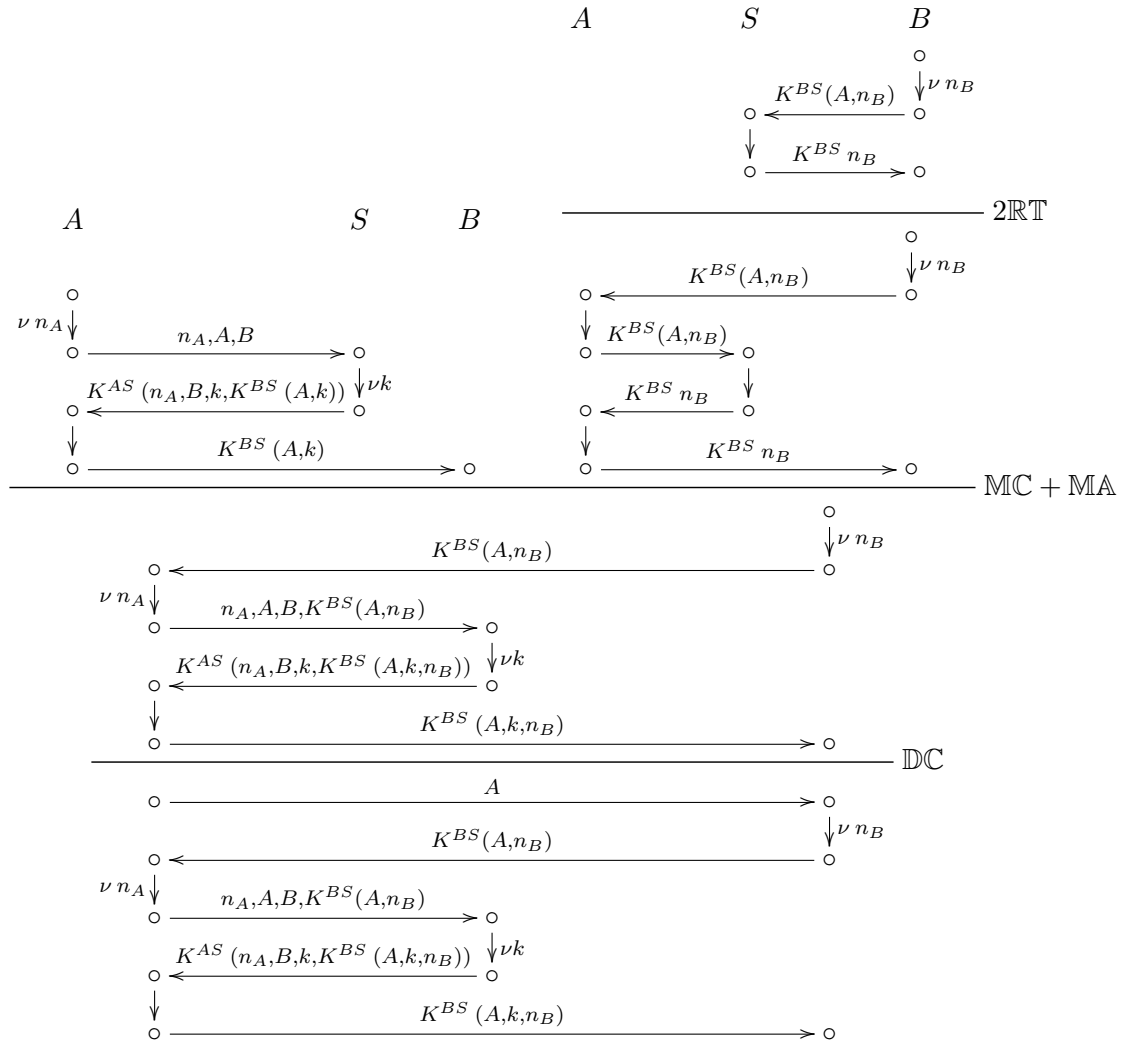 A S B
ν n_B
K^{BS}(A,n_B)
K^{BS} n_B
2ℝ𝕋
A S B
ν n_B
K^{BS}(A,n_B)
ν n_A
n_A,A,B
K^{BS}(A,n_B)
K^{AS} (n_A,B,k,K^{BS} (A,k))
νk
K^{BS} n_B
K^{BS} (A,k)
K^{BS} n_B
𝕄ℂ + 𝕄𝔸
ν n_B
K^{BS}(A,n_B)
ν n_A
n_A,A,B,K^{BS}(A,n_B)
K^{AS} (n_A,B,k,K^{BS} (A,k,n_B))
νk
K^{BS} (A,k,n_B)
𝔻ℂ
A
ν n_B
K^{BS}(A,n_B)
ν n_A
n_A,A,B,K^{BS}(A,n_B)
K^{AS} (n_A,B,k,K^{BS} (A,k,n_B))
νk
K^{BS} (A,k,n_B)